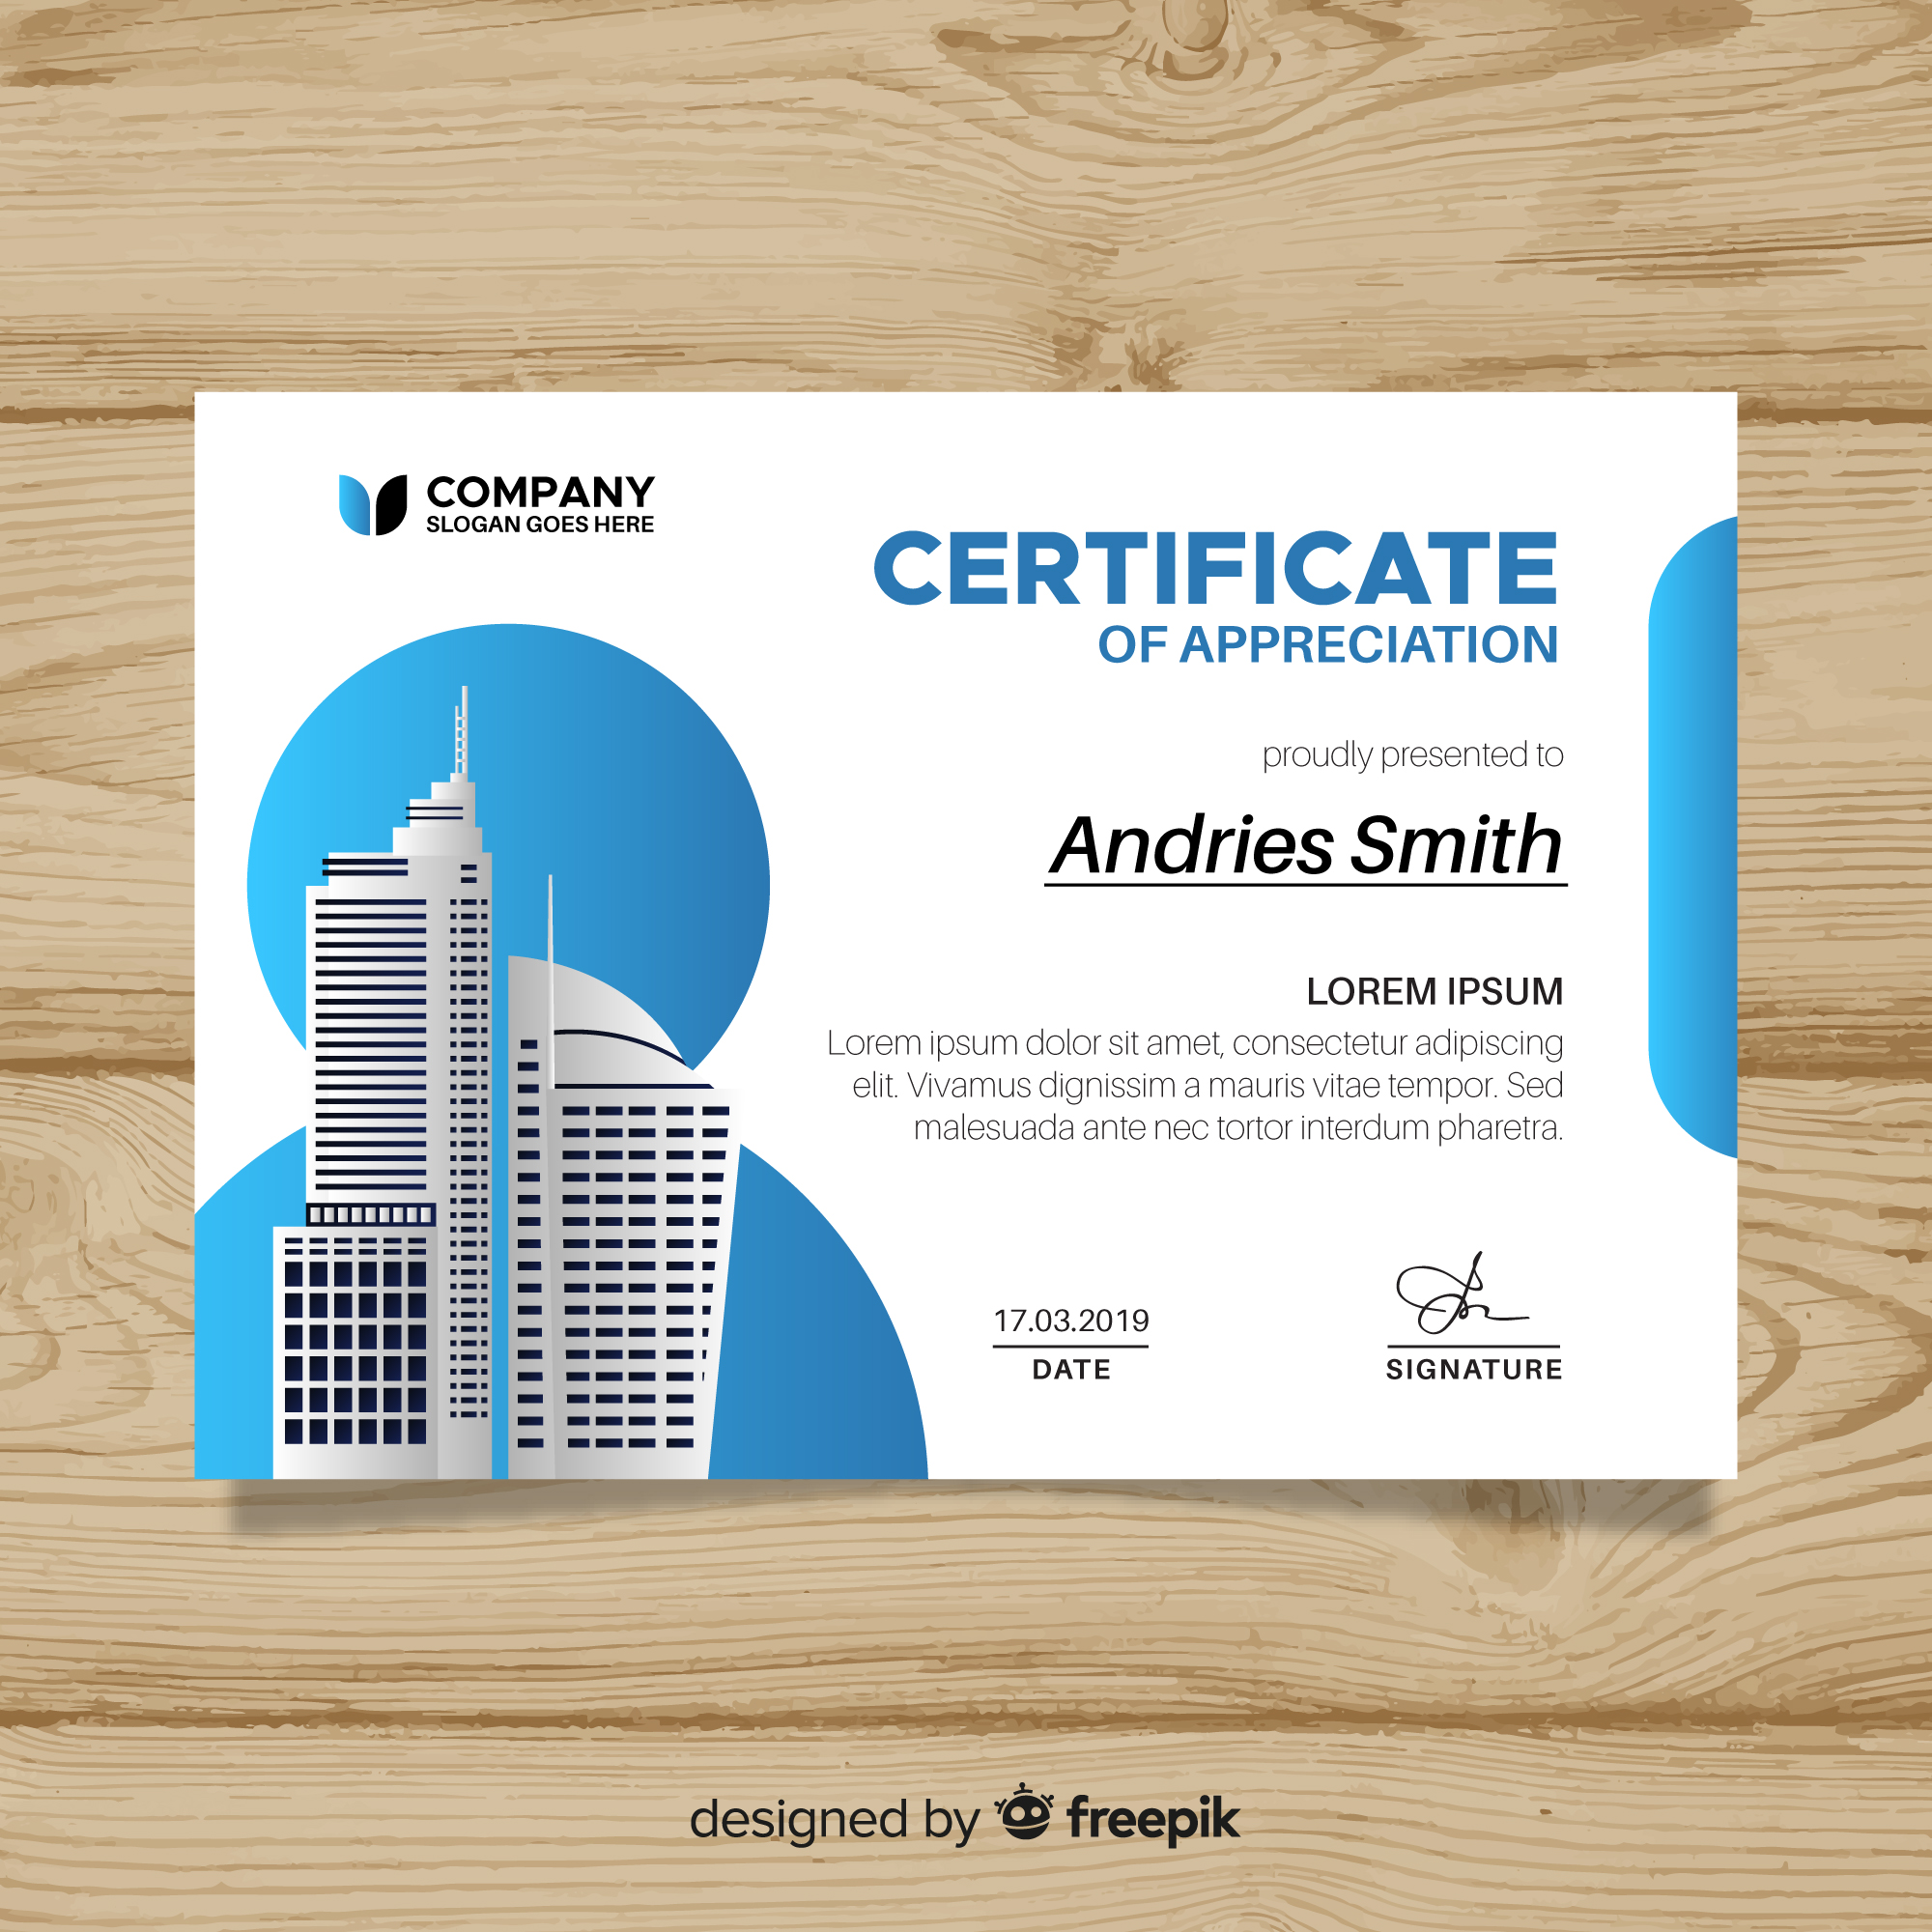 COMPANY
SLOGAN GOES HERE
CERTIFICATE
OF APPRECIATION
proudly presented to
Andries Smith
LOREM IPSUM
Lorem ipsum dolor sit amet, consectetur adipiscing
elit. Vivamus dignissim a mauris vitae tempor. Sed
malesuada ante nec tortor interdum pharetra.
17.03.2019
DATE
SIGNATURE
designed by freepik